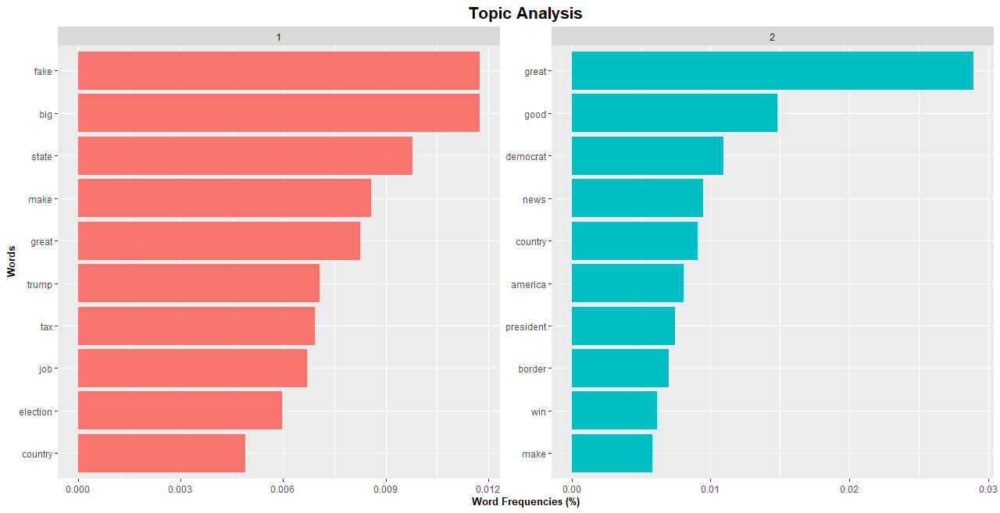 Topic Analysis
1
2
Words
fake
big
state
make
great
trump
tax
job
election
country
0.000 0.003 0.006 0.009 0.012
great
good
democrat
news
country
america
president
border
win
make
0.00 0.01 0.02 0.03
Word Frequencies (%)